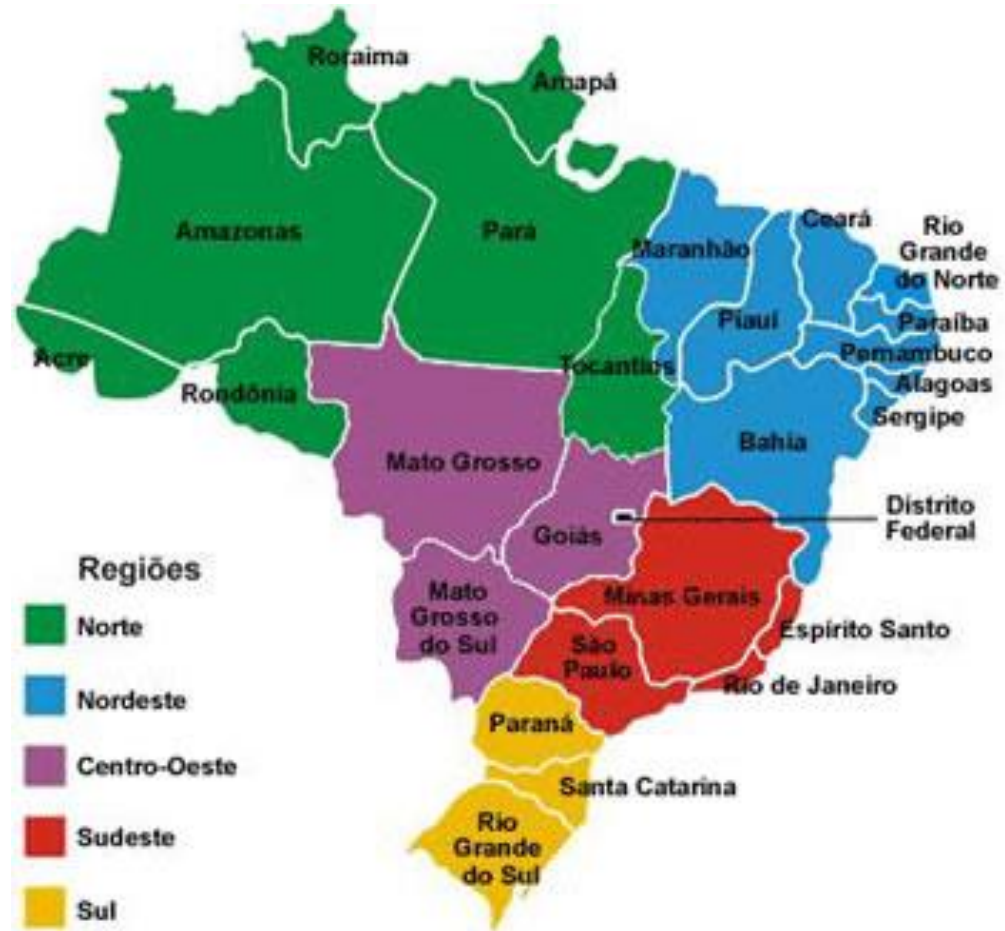 Roraima
Amapá
Amazonas
Pará
Maranhão
Ceará
Rio
Grande
do Norte
Piauí
Paraíba
Pernambuco
Acre
Rondônia
Tocantins
Alagoas
Sergipe
Bahia
Mato Grosso
Distrito
Federal
Goiás
Mato
Grosso
do Sul
Minas Gerais
Espírito Santo
São
Paulo
Rio de Janeiro
Paraná
Santa Catarina
Rio
Grande
do Sul
Regiões
Norte
Nordeste
Centro-Oeste
Sudeste
Sul